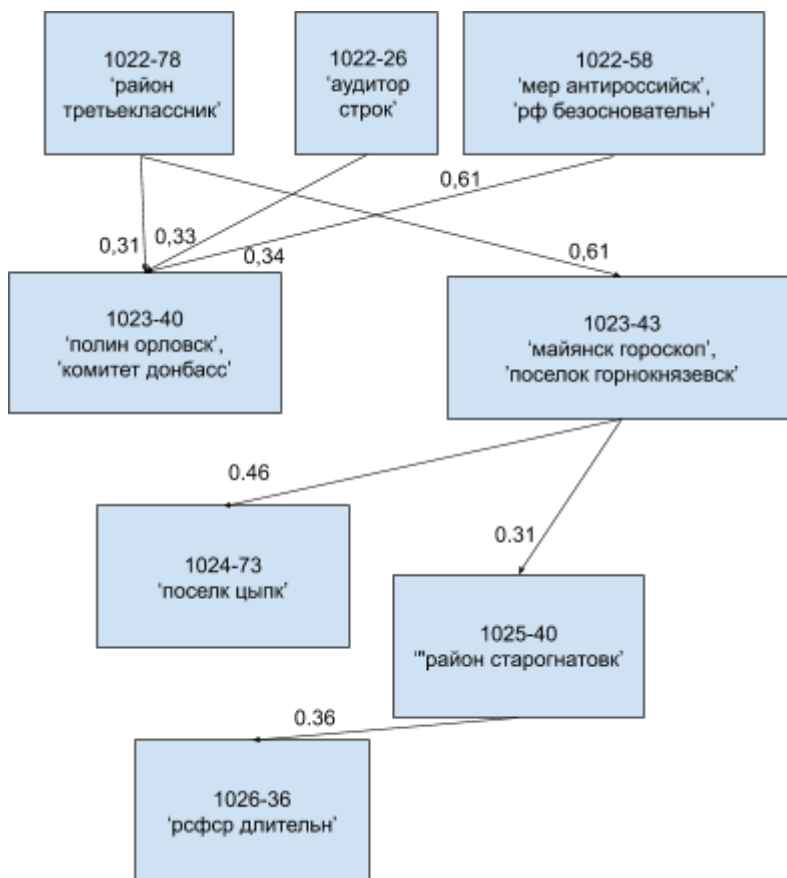 1022-78
‘район
третьеклассник’
1022-26
‘аудитор
строк’
1022-58
‘мер антироссийск’,
‘рф безосновательн’
0,61
0,31
0,33
0,34
0,61
1023-40
‘полин орловск’,
’комитет донбасс’
1023-43
‘майянск гороскоп’,
’поселок горнокнязевск’
0.46
0.31
1024-73
‘поселк цыпк’
1025-40
‘"район старогнатовк’
0.36
1026-36
‘рсфср длительн’